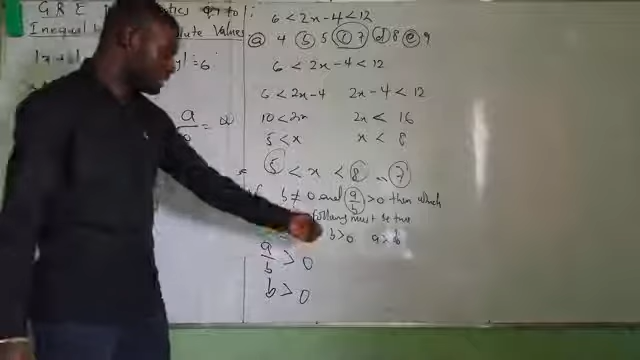 GRE
Inequal
Absolute Values
|x +
y| = 6
a
= ∞
6 < 2x - 4 < 12
a 4 b 5 c 7 d 8 e 9
6 < 2x - 4 < 12
6 < 2x - 4 2x - 4 < 12
10 < 2x 2x < 16
5 < x x < 8
5 < x < 8 7
b ≠ 0 and a/b > 0 then which
following must be true
b > 0 a > b
a/b > 0
b > 0